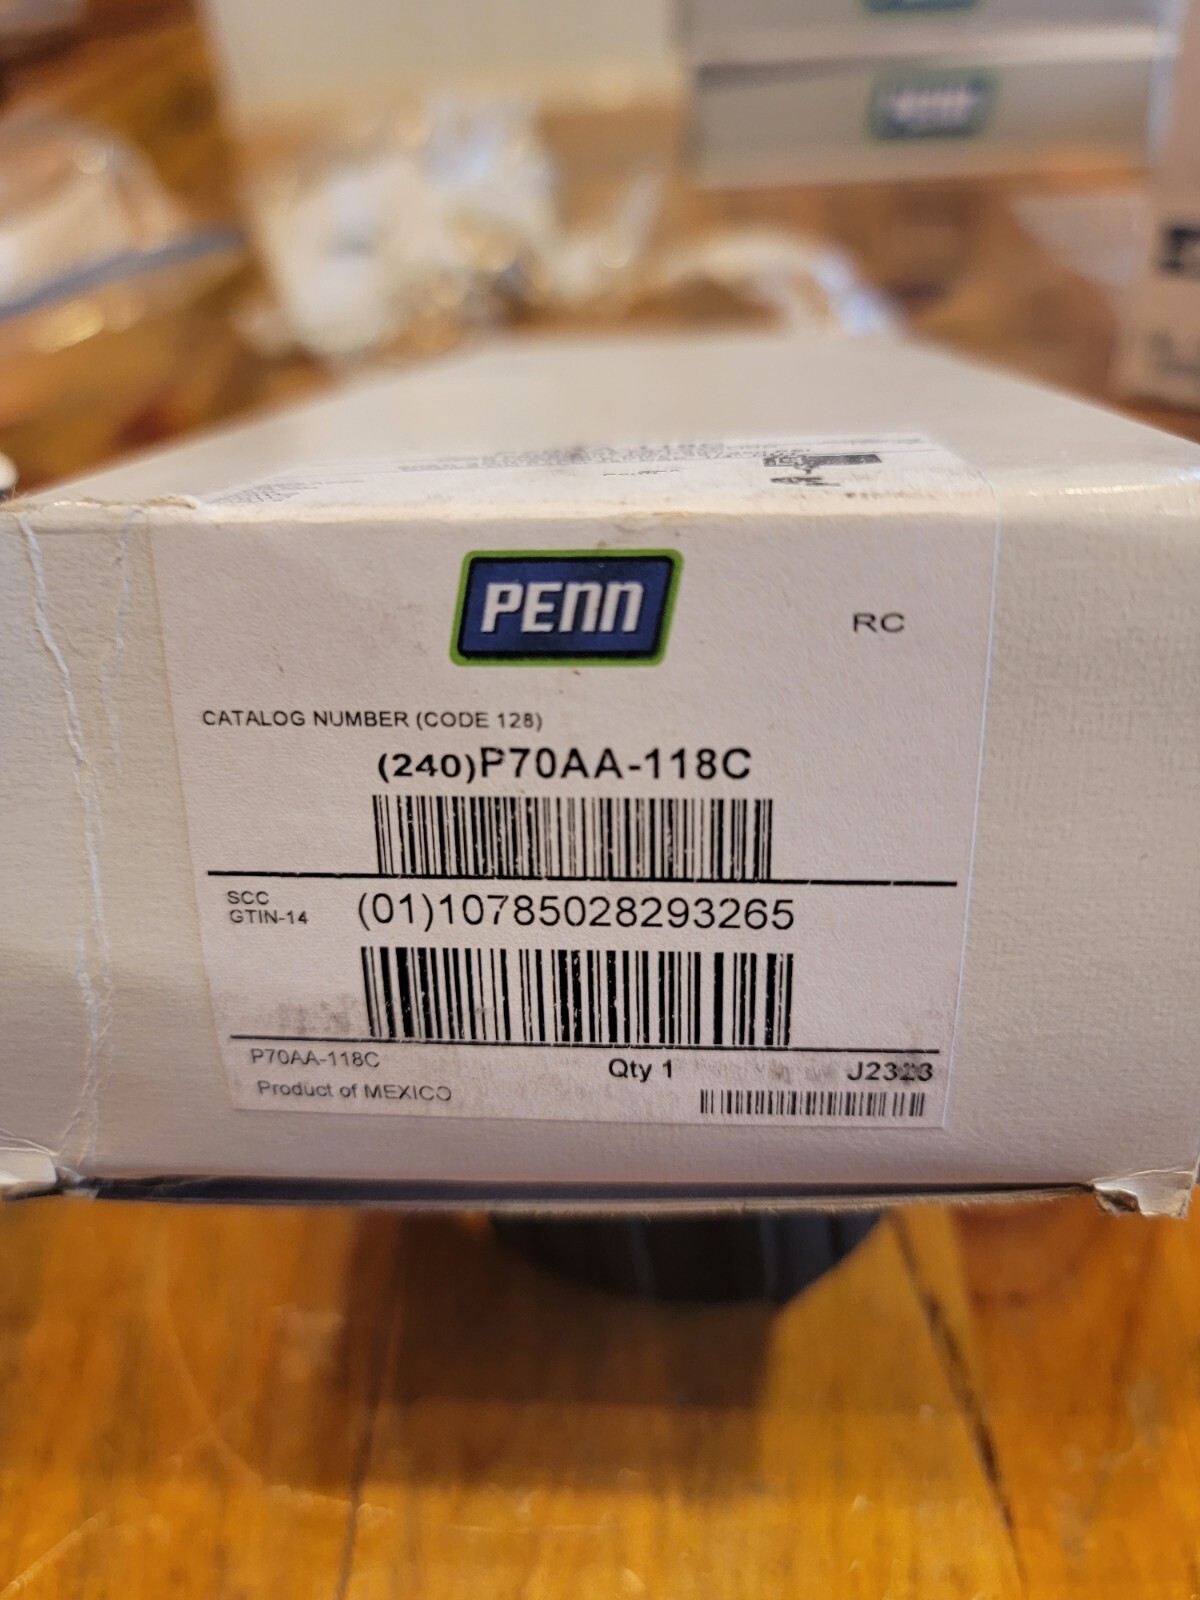 PENN
RC
CATALOG NUMBER (CODE 128)
(240)P70AA-118C
SCC
GTIN-14
(01)10785028293265
P70AA-118C
Qty 1
J2323
Product of MEXICO